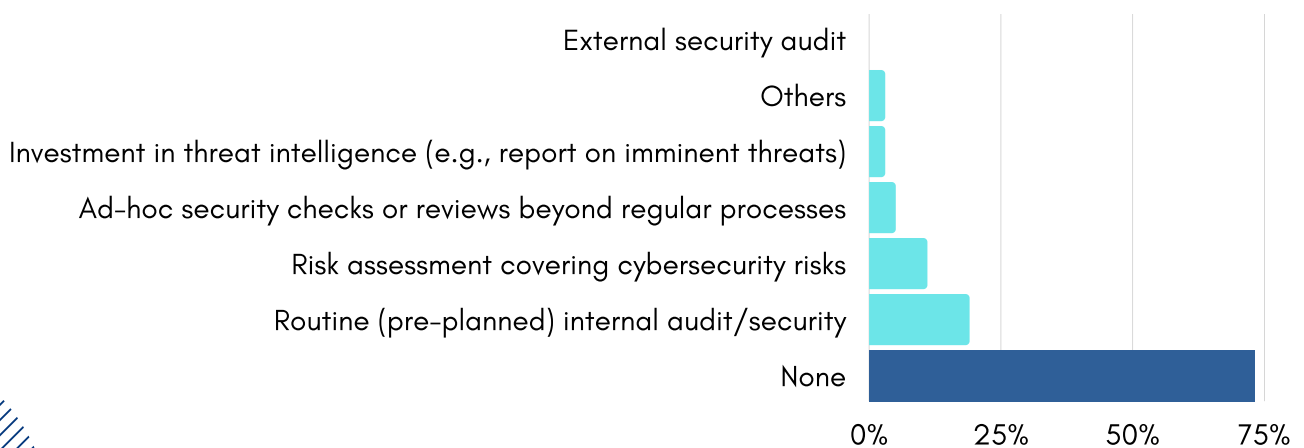 External security audit
Others
Investment in threat intelligence (e.g., report on imminent threats)
Ad-hoc security checks or reviews beyond regular processes
Risk assessment covering cybersecurity risks
Routine (pre-planned) internal audit/security
None
0% 25% 50% 75%